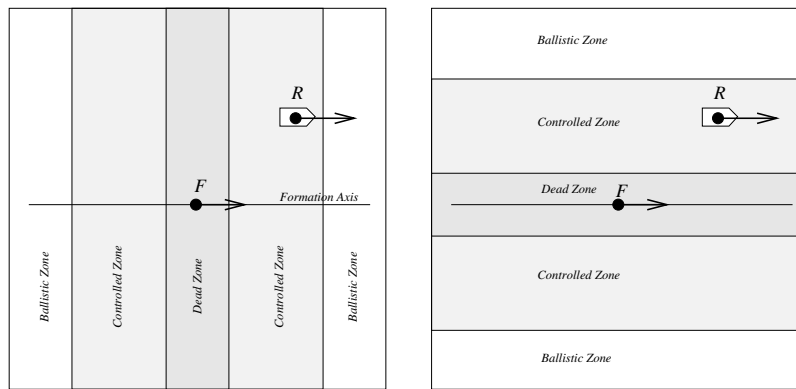 R
F
Formation Axis
Ballistic Zone
Controlled Zone
Dead Zone
Controlled Zone
Ballistic Zone
Ballistic Zone
R
Controlled Zone
Dead Zone
F
Controlled Zone
Ballistic Zone